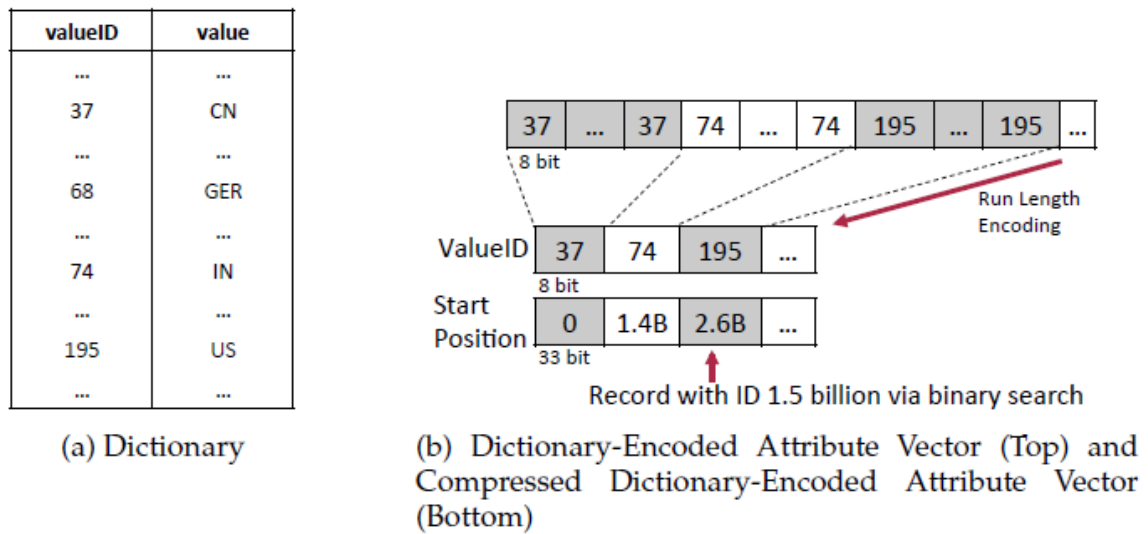 valueID value
... ...
37 CN
... ...
68 GER
... ...
74 IN
... ...
195 US
... ...
(a) Dictionary
37 ... 37 74 ... 74 195 ... 195 ...
8 bit
Run Length
Encoding
ValueID 37 74 195 ...
8 bit
Start
Position 0 1.4B 2.6B ...
33 bit
Record with ID 1.5 billion via binary search
(b) Dictionary-Encoded Attribute Vector (Top) and
Compressed Dictionary-Encoded Attribute Vector
(Bottom)